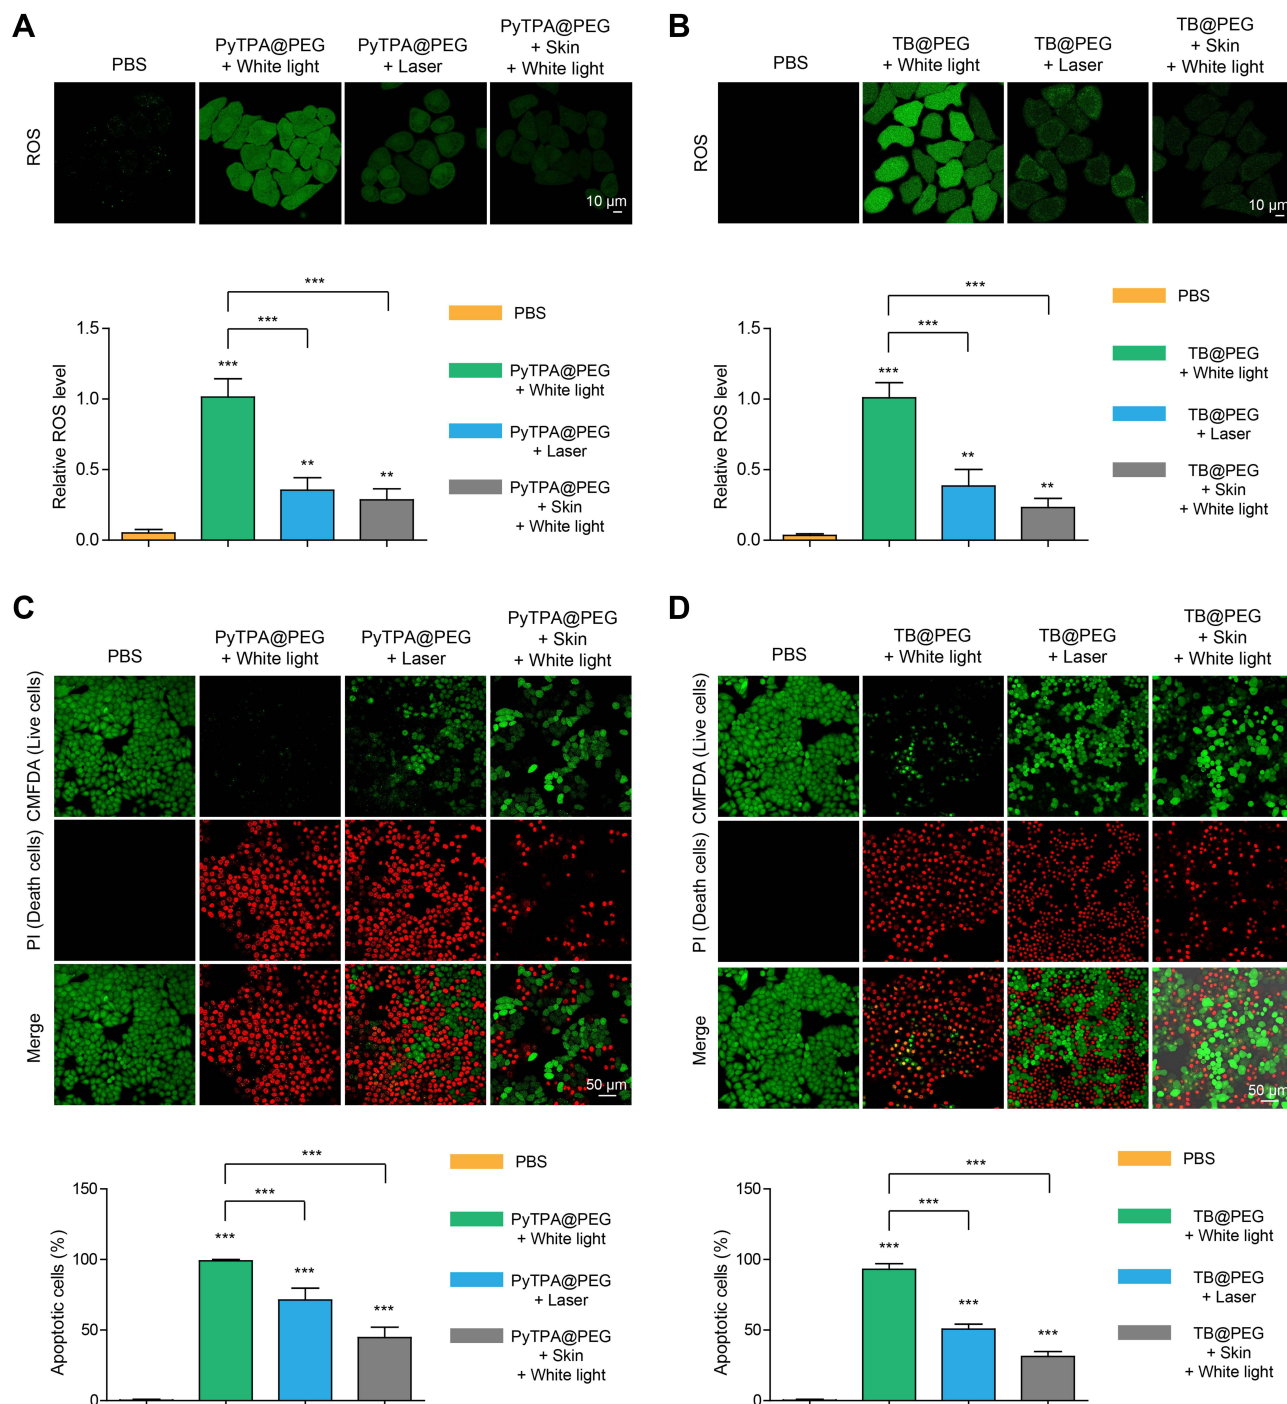 A
PBS
PyTPA@PEG
+ White light
PyTPA@PEG
+ Laser
PyTPA@PEG
+ Skin
+ White light
ROS
10 μm
***
***
***
**
**
Relative ROS level
1.5
1.0
0.5
0.0
PBS
PyTPA@PEG
+ White light
PyTPA@PEG
+ Laser
PyTPA@PEG
+ Skin
+ White light
B
PBS
TB@PEG
+ White light
TB@PEG
+ Laser
TB@PEG
+ Skin
+ White light
ROS
10 μm
***
***
***
**
**
Relative ROS level
1.5
1.0
0.5
0.0
PBS
TB@PEG
+ White light
TB@PEG
+ Laser
TB@PEG
+ Skin
+ White light
C
PBS
PyTPA@PEG
+ White light
PyTPA@PEG
+ Laser
PyTPA@PEG
+ Skin
+ White light
CMFDA (Live cells)
PI (Death cells)
Merge
50 μm
***
***
***
***
***
Apoptotic cells (%)
150
100
50
0
PBS
PyTPA@PEG
+ White light
PyTPA@PEG
+ Laser
PyTPA@PEG
+ Skin
+ White light
D
PBS
TB@PEG
+ White light
TB@PEG
+ Laser
TB@PEG
+ Skin
+ White light
CMFDA (Live cells)
PI (Death cells)
Merge
50 μm
***
***
***
***
***
Apoptotic cells (%)
150
100
50
0
PBS
TB@PEG
+ White light
TB@PEG
+ Laser
TB@PEG
+ Skin
+ White light